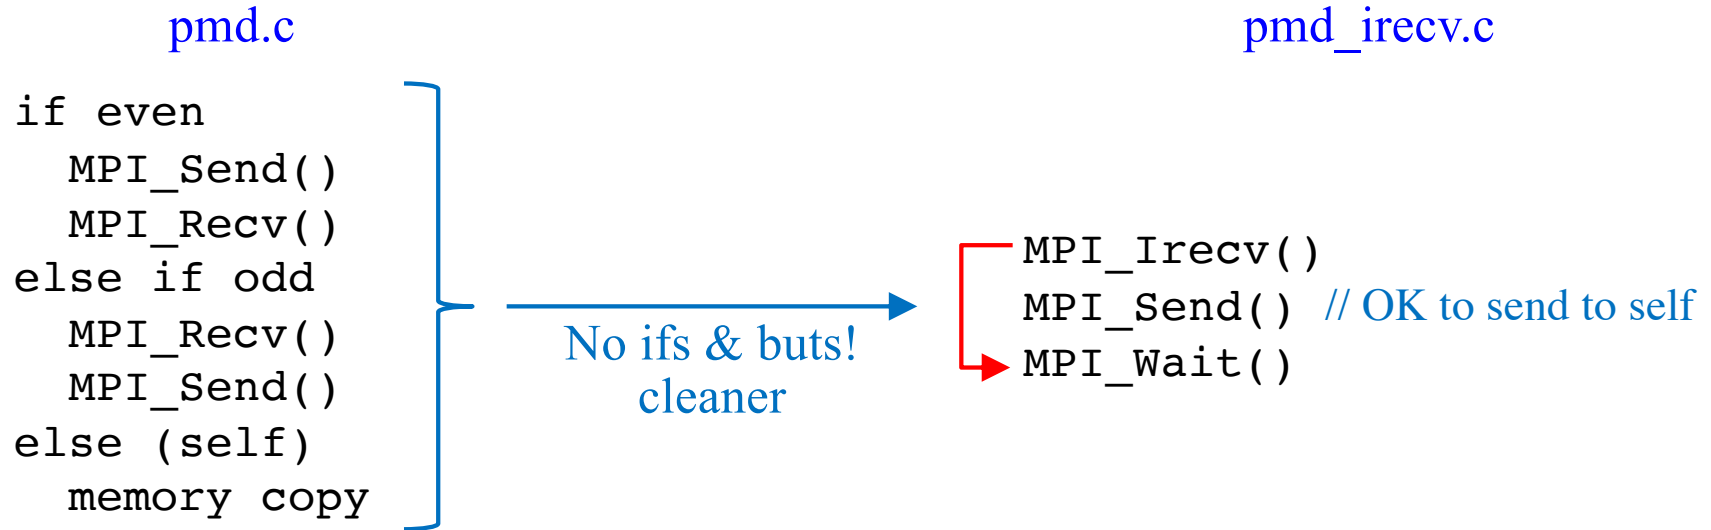 pmd.c
if even
  MPI_Send()
  MPI_Recv()
else if odd
  MPI_Recv()
  MPI_Send()
else (self)
  memory copy
No ifs & buts!
cleaner
pmd_irecv.c
MPI_Irecv()
MPI_Send() // OK to send to self
MPI_Wait()